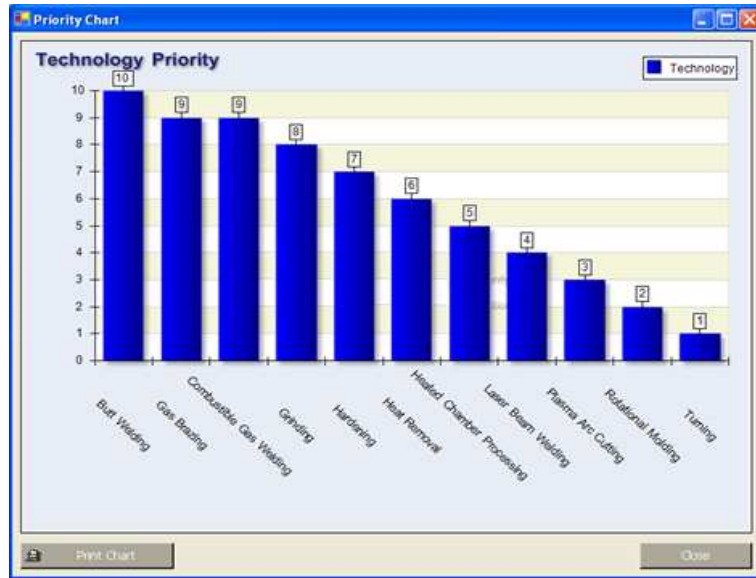 Priority Chart
Technology Priority
Technology
10
9
9
8
7
6
5
4
3
2
1
10
9
8
7
6
5
4
3
2
1
0
Butt Welding
Gas Brazing
Combustible Gas Welding
Grinding
Hardening
Heat Removal
Heated Chamber Processing
Laser Beam Welding
Plasma Arc Cutting
Rotational Molding
Turning
Print Chart
Close